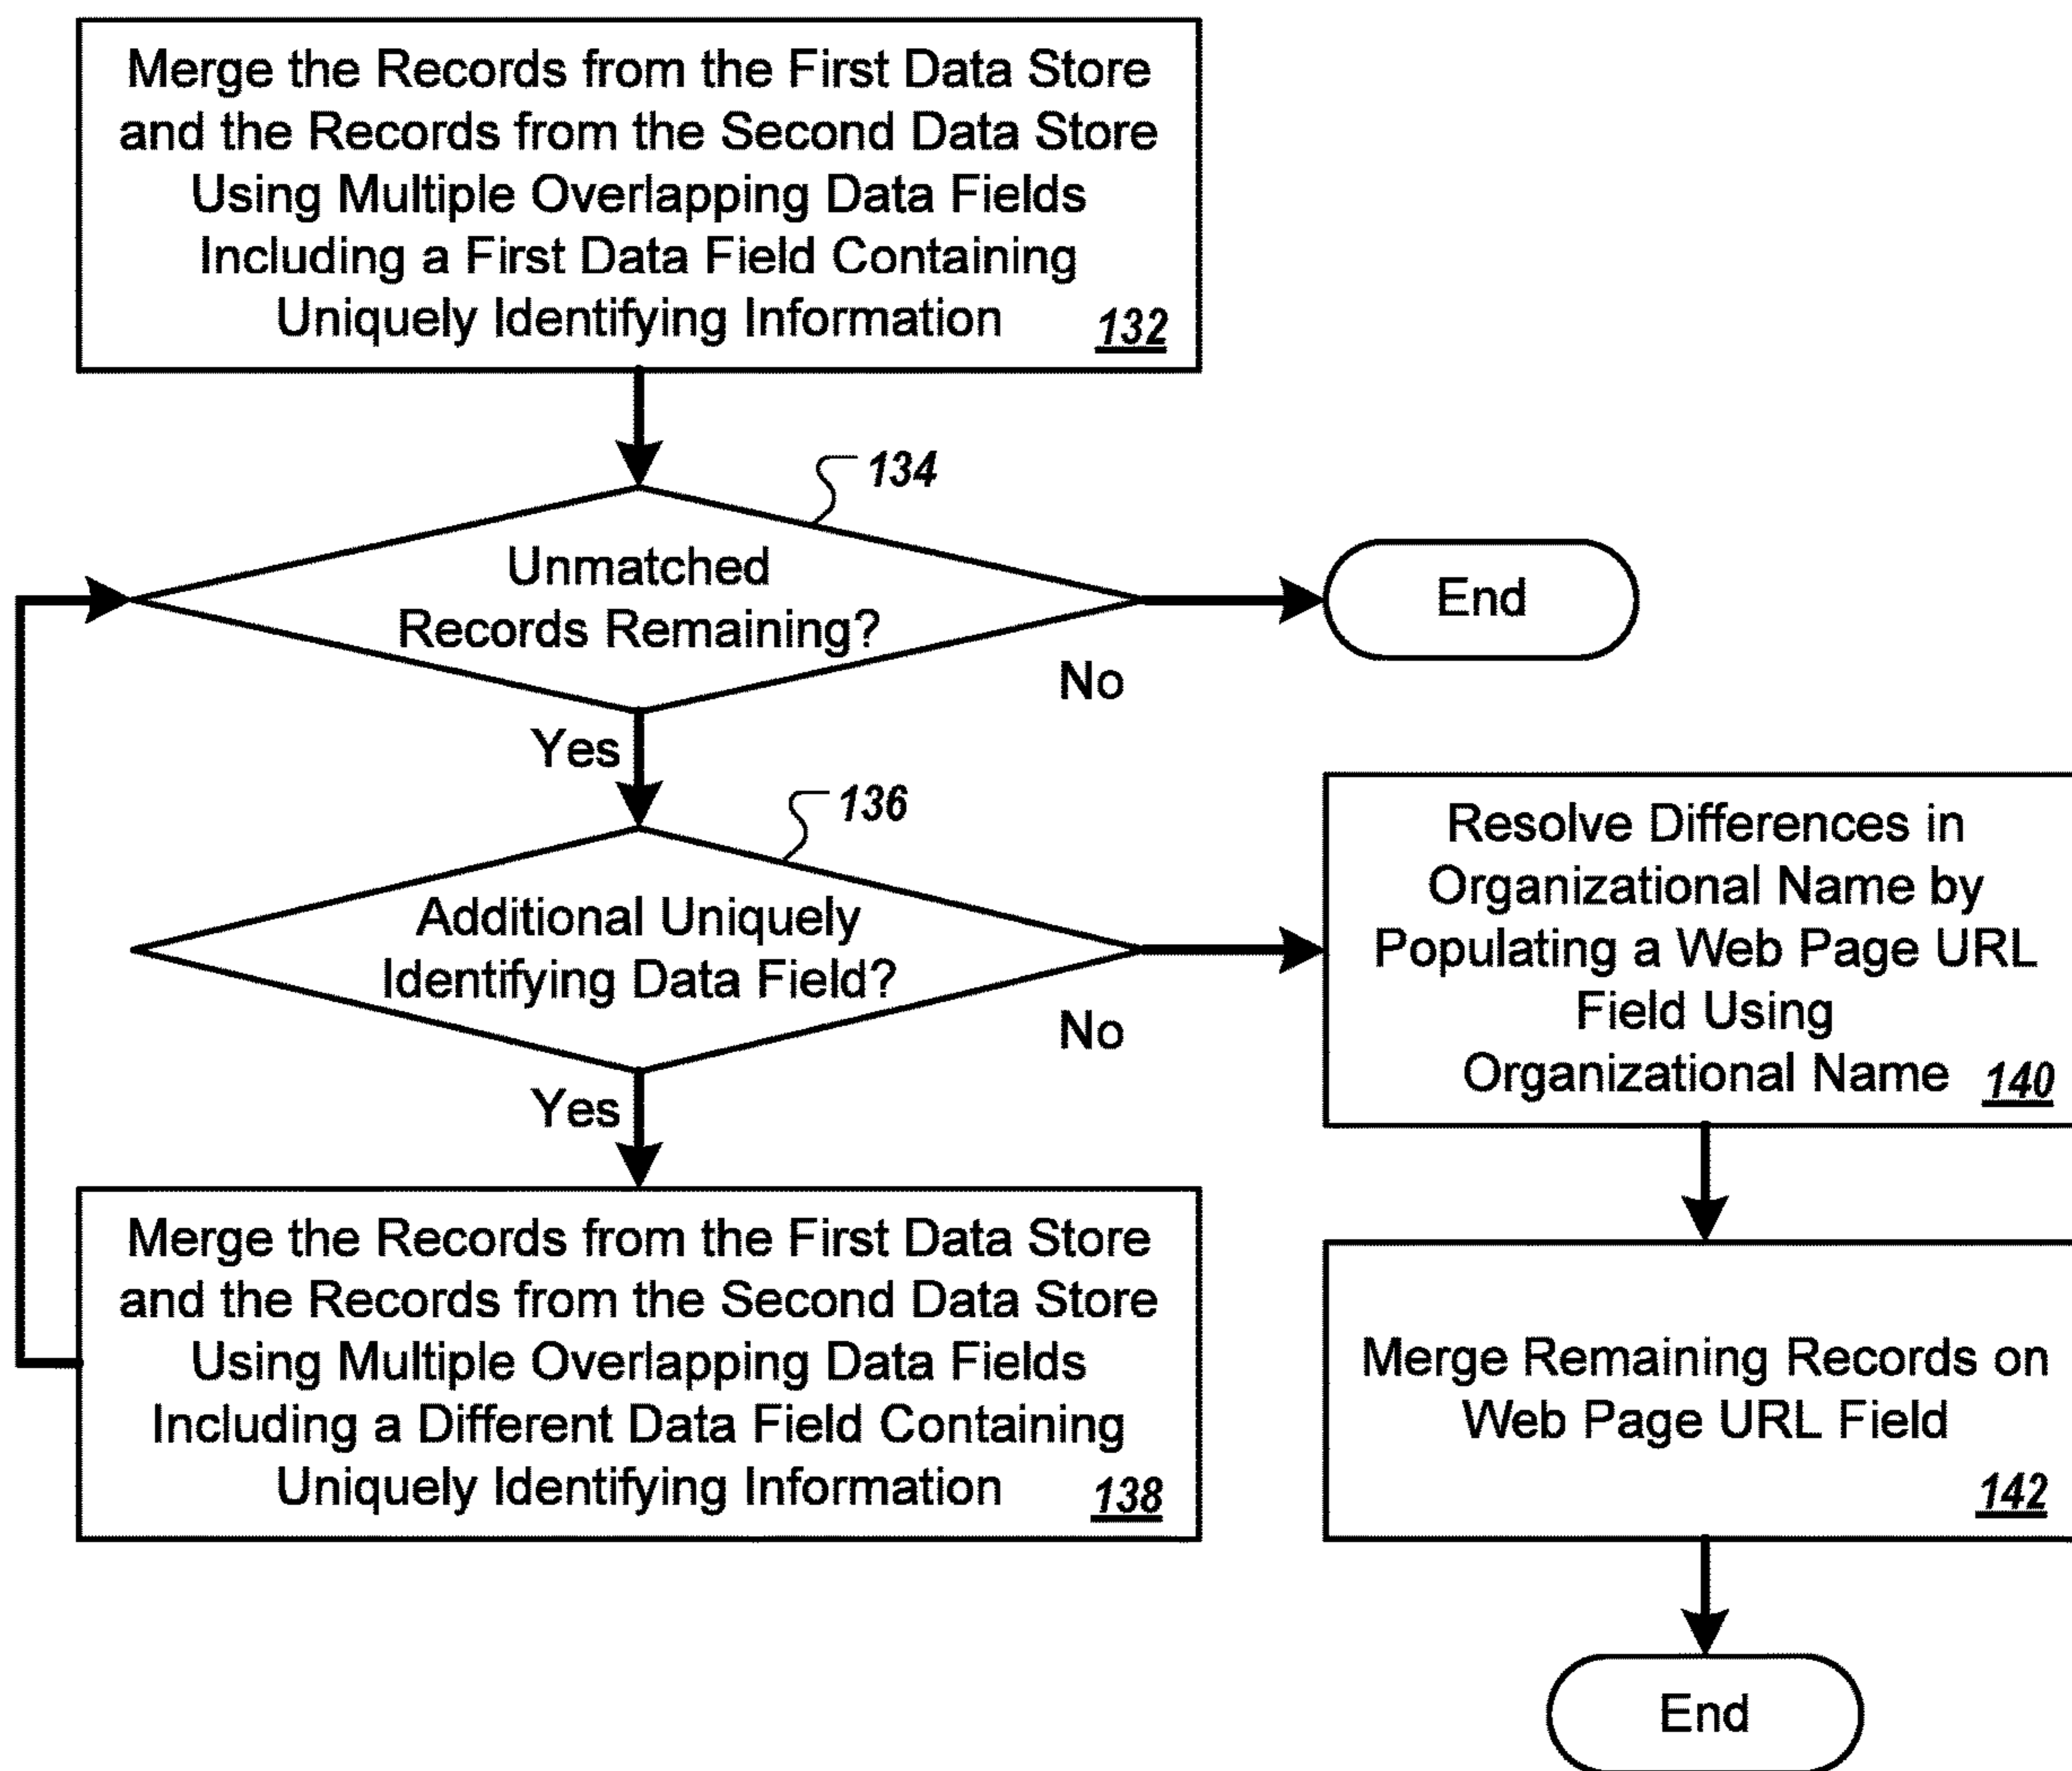 Merge the Records from the First Data Store
and the Records from the Second Data Store
Using Multiple Overlapping Data Fields
Including a First Data Field Containing
Uniquely Identifying Information
132
134
Unmatched
Records Remaining?
End
No
Yes
136
Additional Uniquely
Identifying Data Field?
No
Yes
Resolve Differences in
Organizational Name by
Populating a Web Page URL
Field Using
Organizational Name
140
Merge the Records from the First Data Store
and the Records from the Second Data Store
Using Multiple Overlapping Data Fields
Including a Different Data Field Containing
Uniquely Identifying Information
138
Merge Remaining Records on
Web Page URL Field
142
End